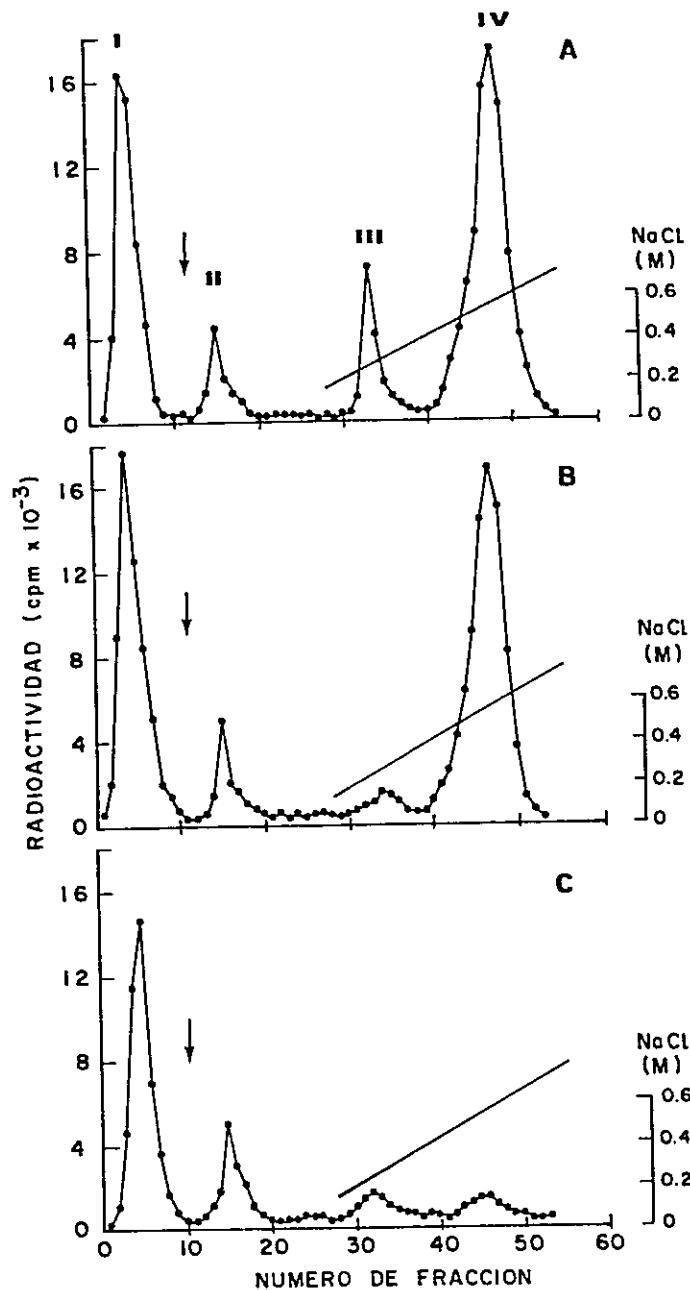 I
IV
A
16
12
8
4
0
II
III
NaCl
(M)
0.6
0.4
0.2
0
B
16
12
8
4
0
NaCl
(M)
0.6
0.4
0.2
0
RADIOACTIVIDAD (cpm x 10⁻³)
C
16
12
8
4
0
NaCl
(M)
0.6
0.4
0.2
0
0 10 20 30 40 50 60
NUMERO DE FRACCION